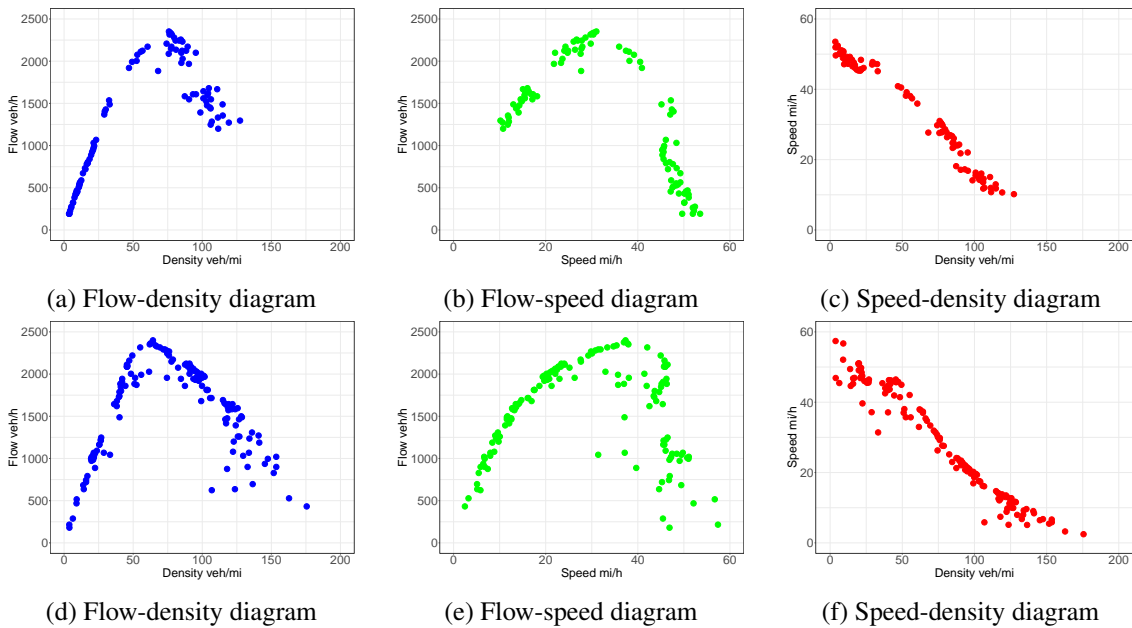 2500
2000
1500
1000
500
0
Flow veh/h
0 50 100 150 200
Density veh/mi
(a) Flow-density diagram
2500
2000
1500
1000
500
0
Flow veh/h
0 20 40 60
Speed mi/h
(b) Flow-speed diagram
60
40
20
0
Speed mi/h
0 50 100 150 200
Density veh/mi
(c) Speed-density diagram
2500
2000
1500
1000
500
0
Flow veh/h
0 50 100 150 200
Density veh/mi
(d) Flow-density diagram
2500
2000
1500
1000
500
0
Flow veh/h
0 20 40 60
Speed mi/h
(e) Flow-speed diagram
60
40
20
0
Speed mi/h
0 50 100 150 200
Density veh/mi
(f) Speed-density diagram